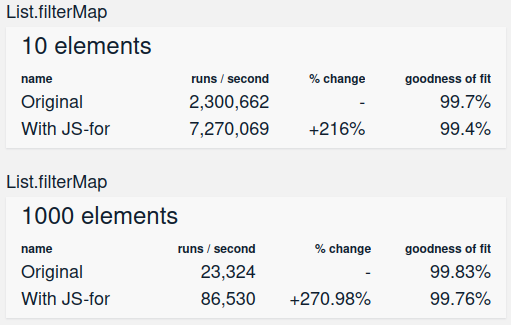 List.filterMap
10 elements
name runs / second % change goodness of fit
Original 2,300,662 - 99.7%
With JS-for 7,270,069 +216% 99.4%
List.filterMap
1000 elements
name runs / second % change goodness of fit
Original 23,324 - 99.83%
With JS-for 86,530 +270.98% 99.76%